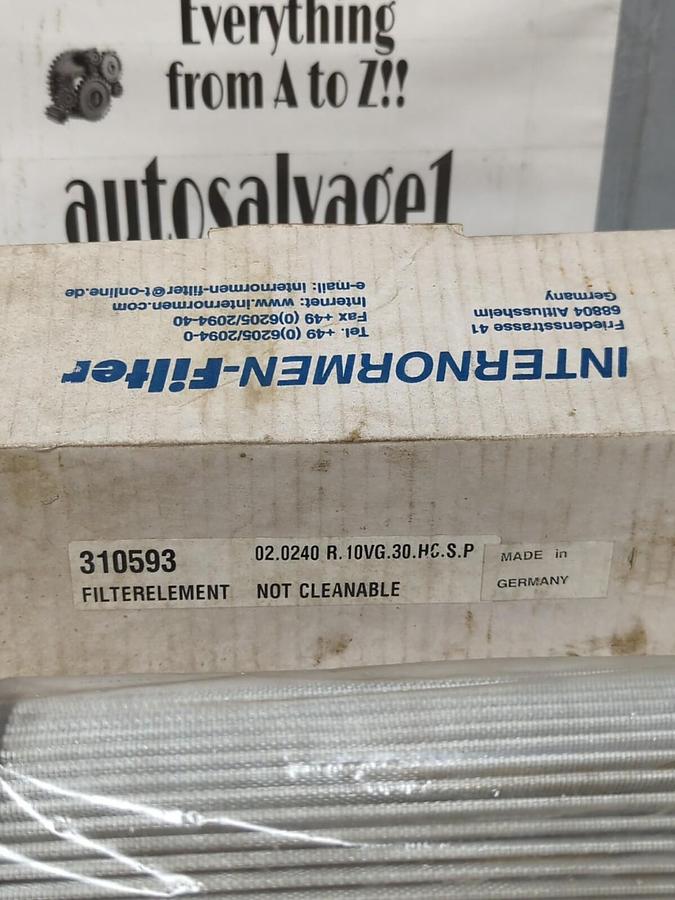 Everything
from A to Z!!
autosalvage1
INTERNORMEN-Filter
Friedensstrasse 41
68804 Altlussheim
Germany
Tel. +49 (0)6205/2094-0
Fax +49 (0)6205/2094-40
Internet: www.internormen.com
e-mail: internormen-filter@t-online.de
310593 02.0240 R.10VG.30.HC.S.P
FILTERELEMENT NOT CLEANABLE
MADE in
GERMANY